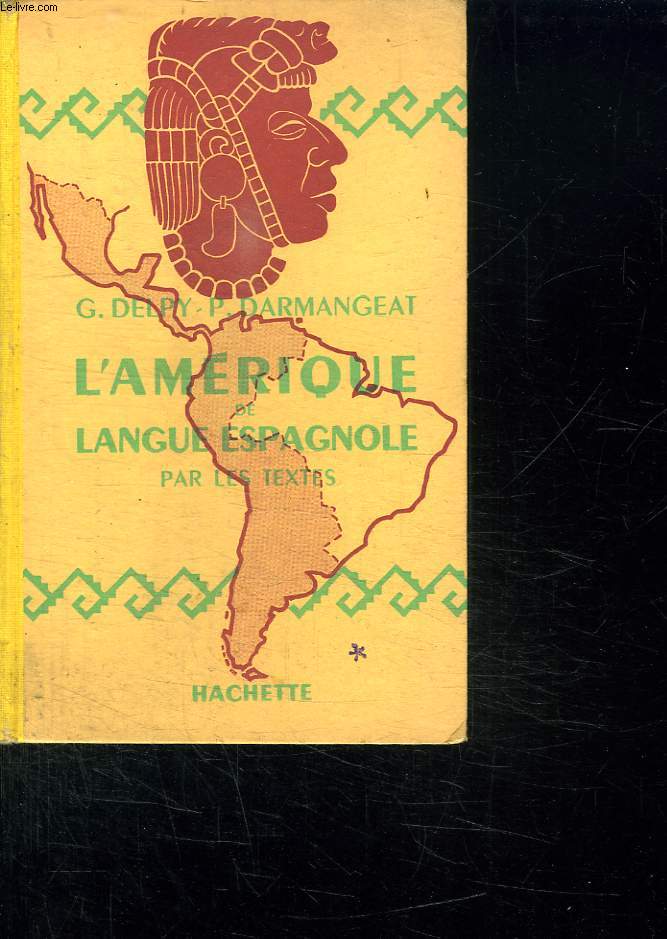 Le-livre.com
G. DELPY - P. DARMANGEAT
L'AMÉRIQUE
DE
LANGUE ESPAGNOLE
PAR LES TEXTES
HACHETTE